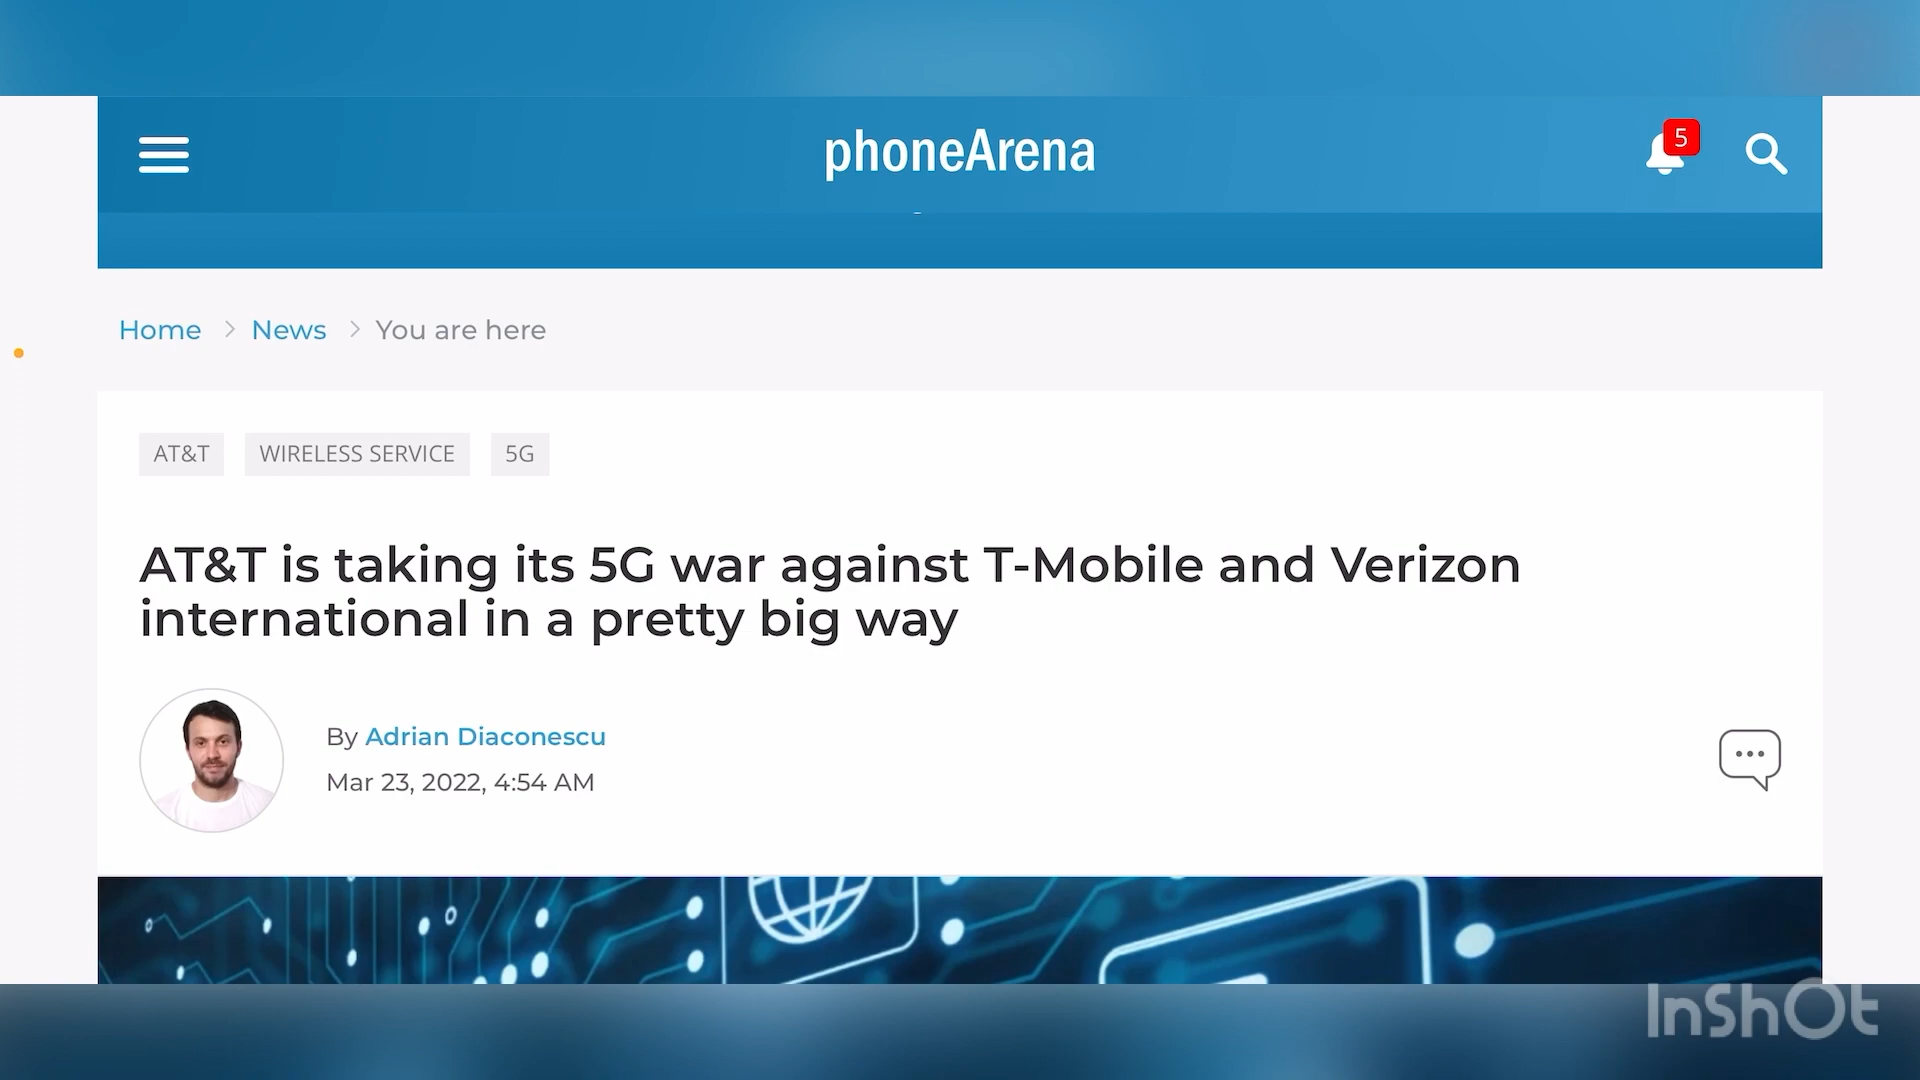 phoneArena
5
Home > News > You are here
AT&T WIRELESS SERVICE 5G
AT&T is taking its 5G war against T-Mobile and Verizon
international in a pretty big way
By Adrian Diaconescu
Mar 23, 2022, 4:54 AM
InShOt